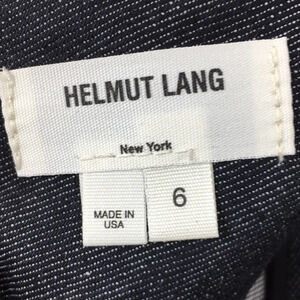 HELMUT LANG
New York
MADE IN
USA
6